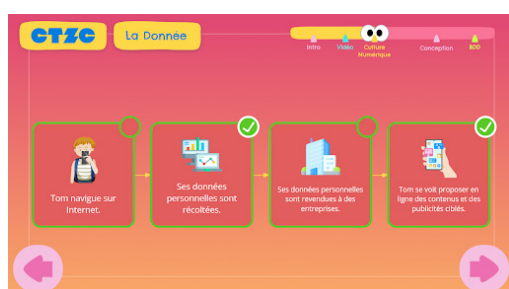 CTZC
La Donnée
Intro
Vidéo
Culture
Numérique
Conception
BDD
Tom navigue sur
Internet.
Ses données
personnelles sont
récoltées.
Ses données personnelles
sont revendues à des
entreprises.
Tom se voit proposer en
ligne des contenus et des
publicités ciblés.